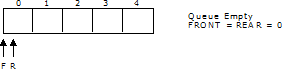 0 1 2 3 4
Queue Empty
FRONT = REAR = 0
F R